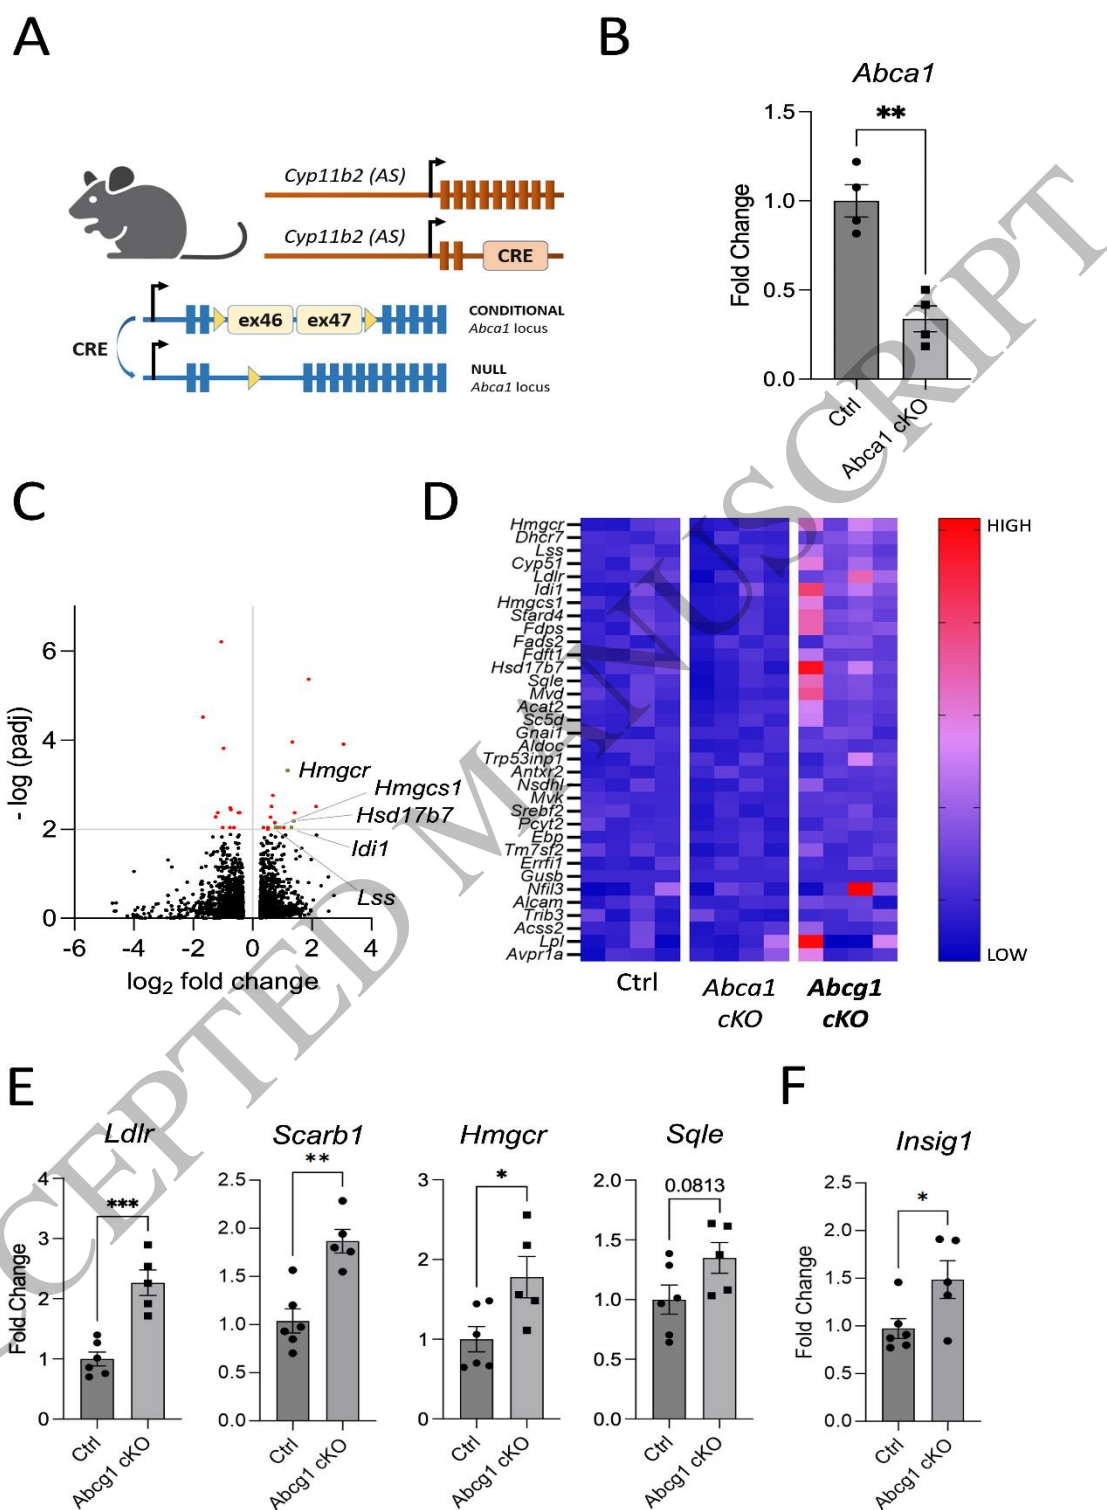 A
B
Abca1
Cyp11b2 (AS)
Cyp11b2 (AS)
CRE
ex46
ex47
CONDITIONAL
Abca1 locus
CRE
NULL
Abca1 locus
Fold Change
1.5
1.0
0.5
0.0
**
Ctrl
Abca1 cKO
C
- log (padj)
6
4
2
0
-6
-4
-2
0
2
4
log2 fold change
Hmgcr
Hmgcs1
Hsd17b7
Idi1
Lss
D
Hmgcr
Dhcr7
Lss
Cyp51
Ldlr
Idi1
Hmgcs1
Stard4
Fdps
Fads2
Fdft1
Hsd17b7
Sqle
Mvd
Acat2
Sc5d
Gnai1
Aldoc
Trp53inp1
Antxr2
Nsdhl
Mvk
Srebf2
Pcyt2
Ebp
Tm7sf2
Errfi1
Gusb
Nfil3
Alcam
Trib3
Acss2
Lpl
Avpr1a
Ctrl
Abca1
cKO
Abcg1
cKO
HIGH
LOW
E
Ldlr
Fold Change
4
3
2
1
0
***
Ctrl
Abcg1 cKO
Scarb1
2.5
2.0
1.5
1.0
0.5
0.0
**
Ctrl
Abcg1 cKO
Hmgcr
3
2
1
0
*
Ctrl
Abcg1 cKO
Sqle
2.0
1.5
1.0
0.5
0.0
0.0813
Ctrl
Abcg1 cKO
F
Insig1
Fold Change
2.5
2.0
1.5
1.0
0.5
0.0
*
Ctrl
Abcg1 cKO
CEPTED MANUSCRIPT